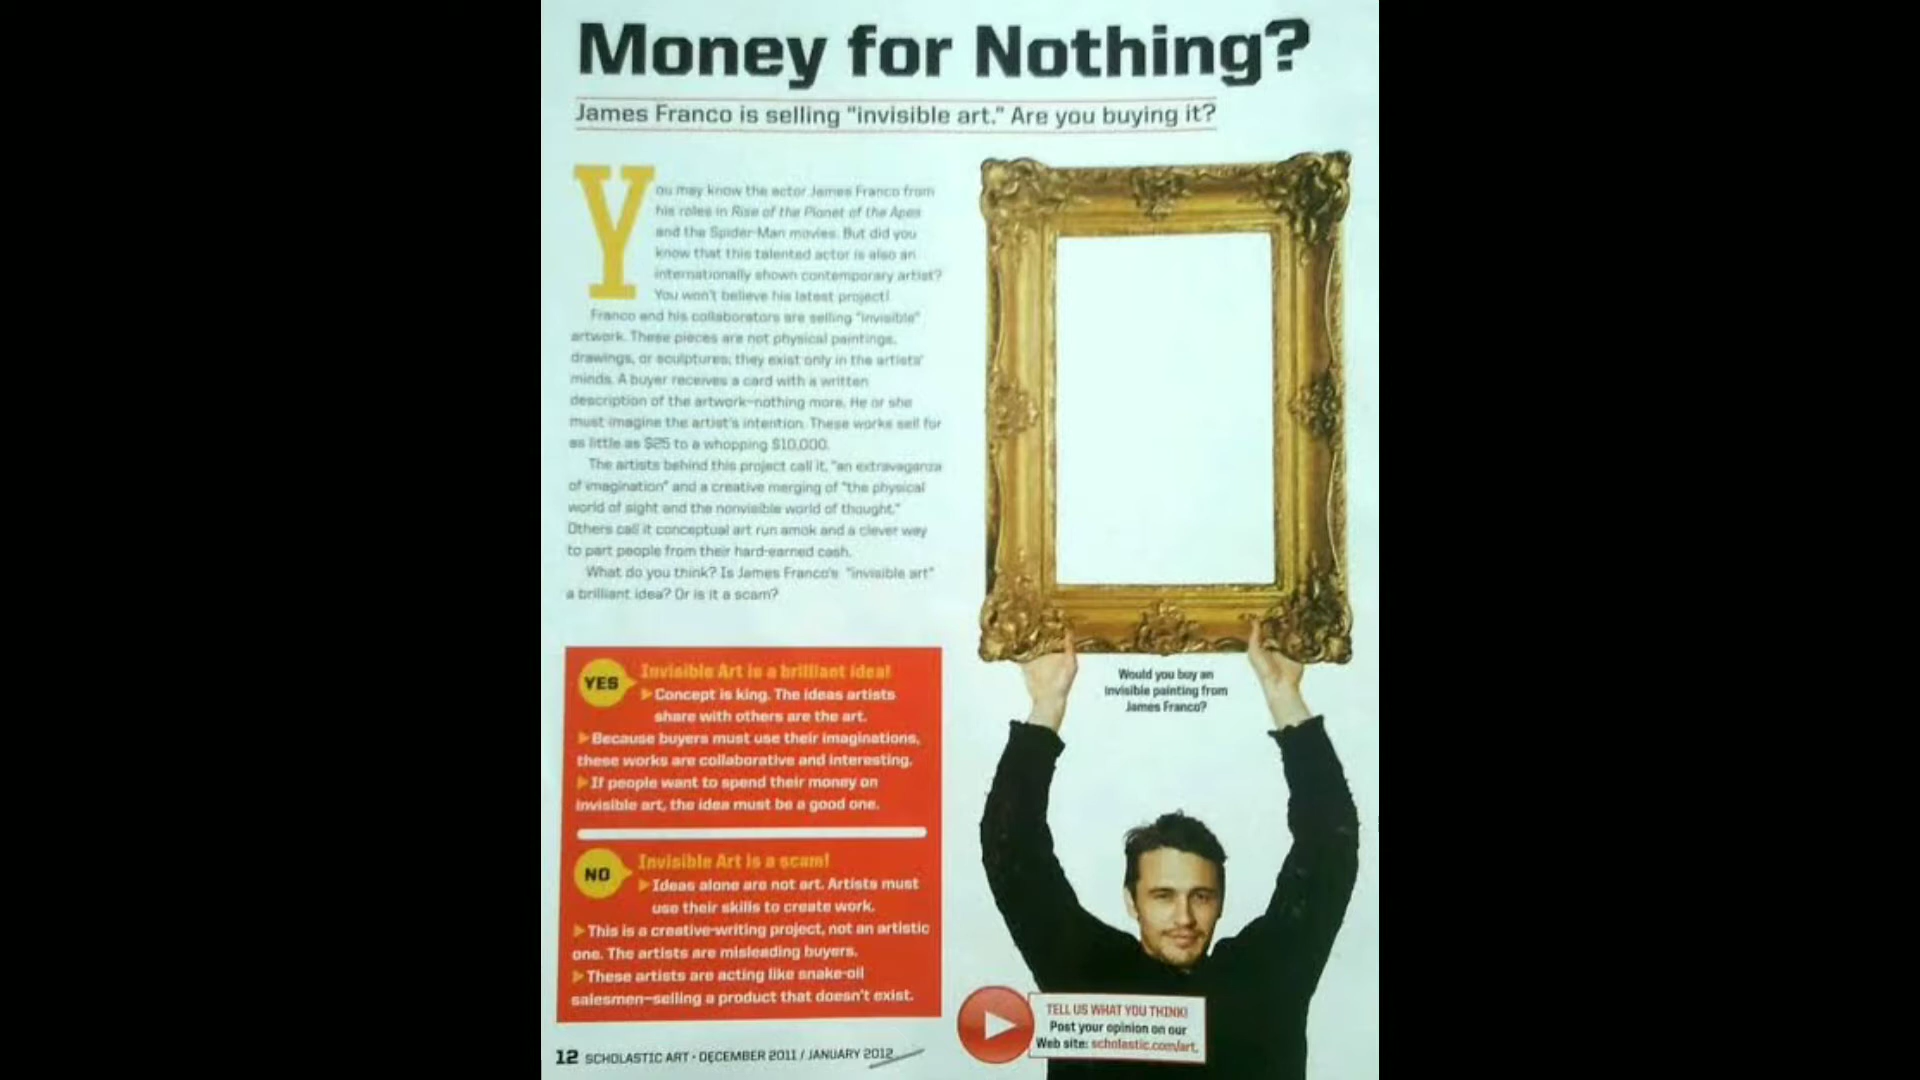 Money for Nothing?
James Franco is selling "invisible art." Are you buying it?
You may know the actor James Franco from
his roles in Rise of the Planet of the Apes
and the Spider-Man movies. But did you
know that this talented actor is also an
internationally shown contemporary artist?
You won't believe his latest project!
Franco and his collaborators are selling "invisible"
artwork. These pieces are not physical paintings,
drawings, or sculptures; they exist only in the artists'
minds. A buyer receives a card with a written
description of the artwork—nothing more. He or she
must imagine the artist's intention. These works sell for
as little as $25 to a whopping $10,000.
The artists behind this project call it, "an extravaganza
of imagination" and a creative merging of "the physical
world of sight and the nonvisible world of thought."
Others call it conceptual art run amok and a clever way
to part people from their hard-earned cash.
What do you think? Is James Franco's "invisible art"
a brilliant idea? Or is it a scam?
Would you buy an
invisible painting from
James Franco?
YES
Invisible Art is a brilliant idea!
Concept is king. The ideas artists
share with others are the art.
Because buyers must use their imaginations,
these works are collaborative and interesting.
If people want to spend their money on
invisible art, the idea must be a good one.
NO
Invisible Art is a scam!
Ideas alone are not art. Artists must
use their skills to create work.
This is a creative-writing project, not an artistic
one. The artists are misleading buyers.
These artists are acting like snake-oil
salesmen—selling a product that doesn't exist.
TELL US WHAT YOU THINK!
Post your opinion on our
Web site: scholastic.com/art.
12 SCHOLASTIC ART • DECEMBER 2011 / JANUARY 2012